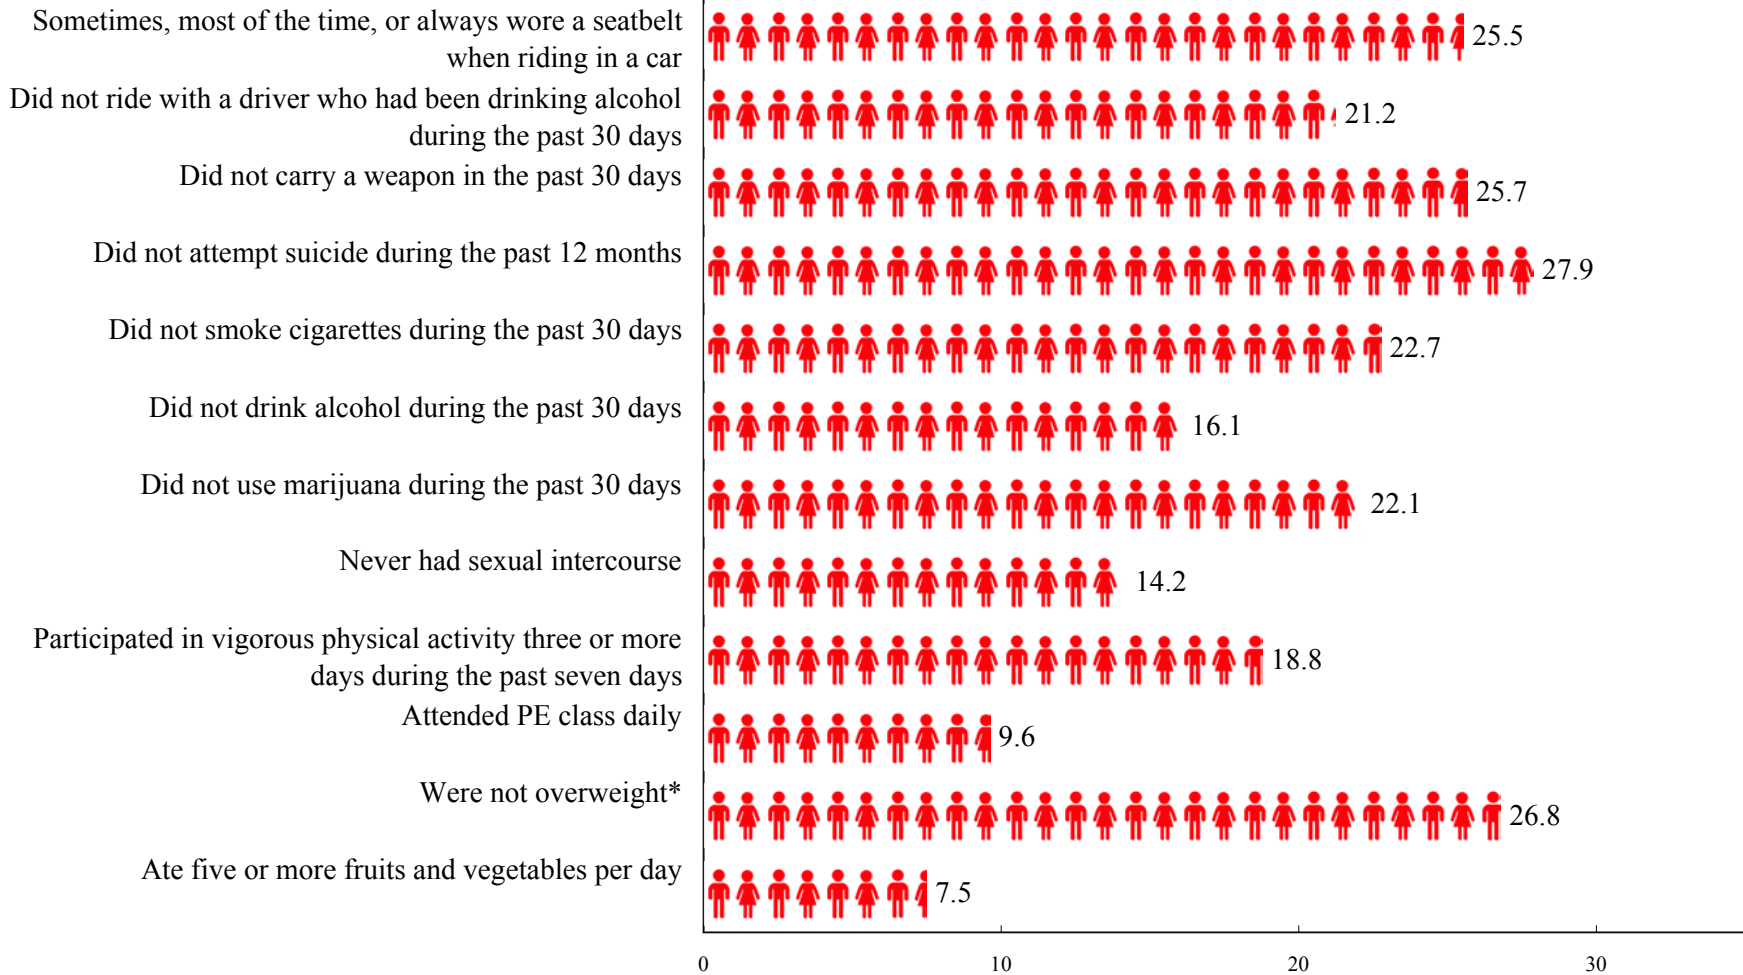 Sometimes, most of the time, or always wore a seatbelt
when riding in a car
25.5
Did not ride with a driver who had been drinking alcohol
during the past 30 days
21.2
Did not carry a weapon in the past 30 days
25.7
Did not attempt suicide during the past 12 months
27.9
Did not smoke cigarettes during the past 30 days
22.7
Did not drink alcohol during the past 30 days
16.1
Did not use marijuana during the past 30 days
22.1
Never had sexual intercourse
14.2
Participated in vigorous physical activity three or more
days during the past seven days
18.8
Attended PE class daily
9.6
Were not overweight*
26.8
Ate five or more fruits and vegetables per day
7.5
0 10 20 30